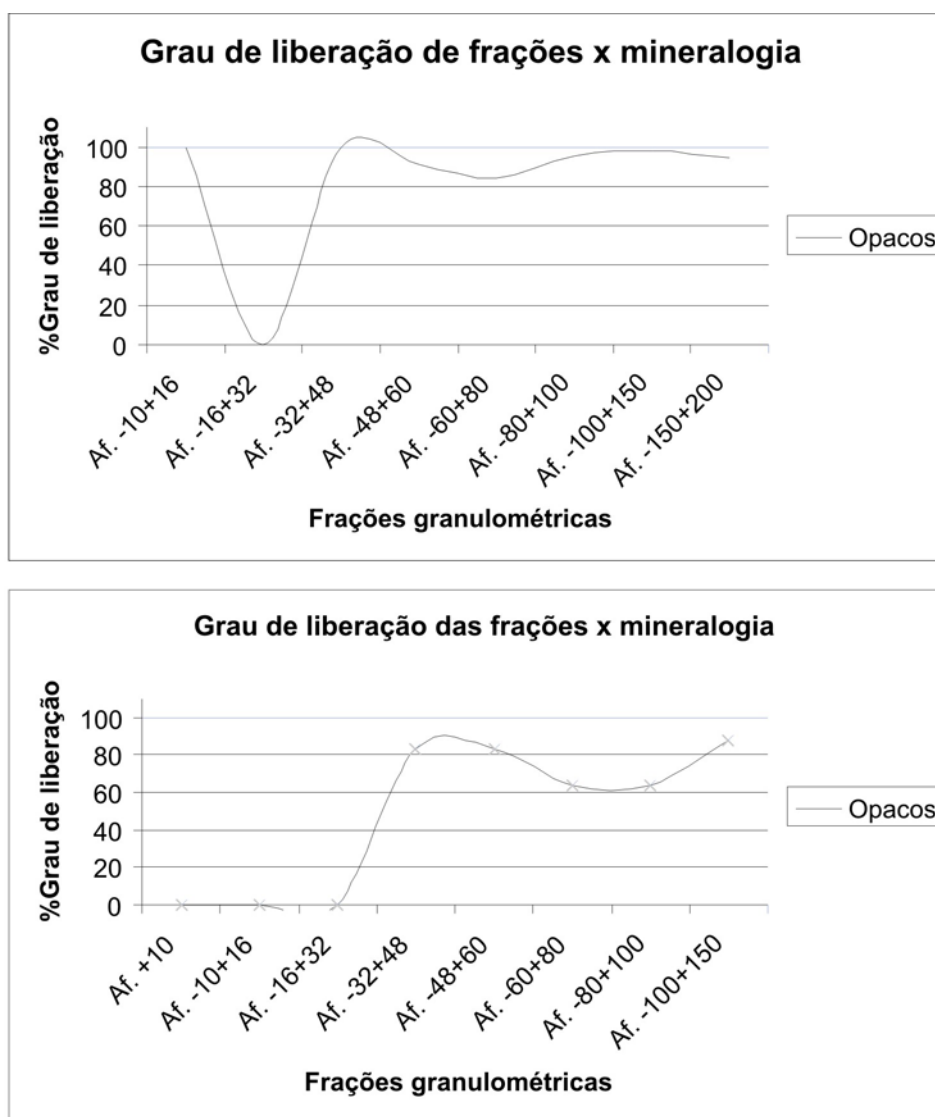 Grau de liberação de frações x mineralogia
%Grau de liberação
100
80
60
40
20
0
Af. -10+16
Af. -16+32
Af. -32+48
Af. -48+60
Af. -60+80
Af. -80+100
Af. -100+150
Af. -150+200
Frações granulométricas
Opacos
Grau de liberação das frações x mineralogia
%Grau de liberação
100
80
60
40
20
0
Af. +10
Af. -10+16
Af. -16+32
Af. -32+48
Af. -48+60
Af. -60+80
Af. -80+100
Af. -100+150
Frações granulométricas
Opacos